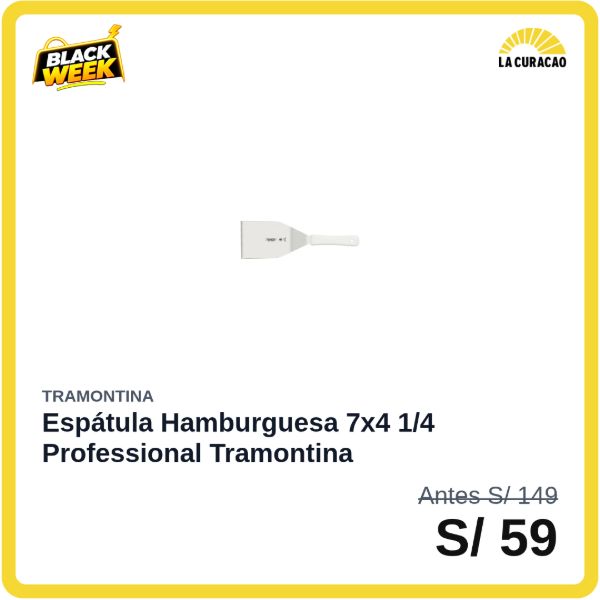 BLACK
WEEK
LA CURACAO
TRAMONTINA
Espátula Hamburguesa 7x4 1/4
Professional Tramontina
Antes S/ 149
S/ 59